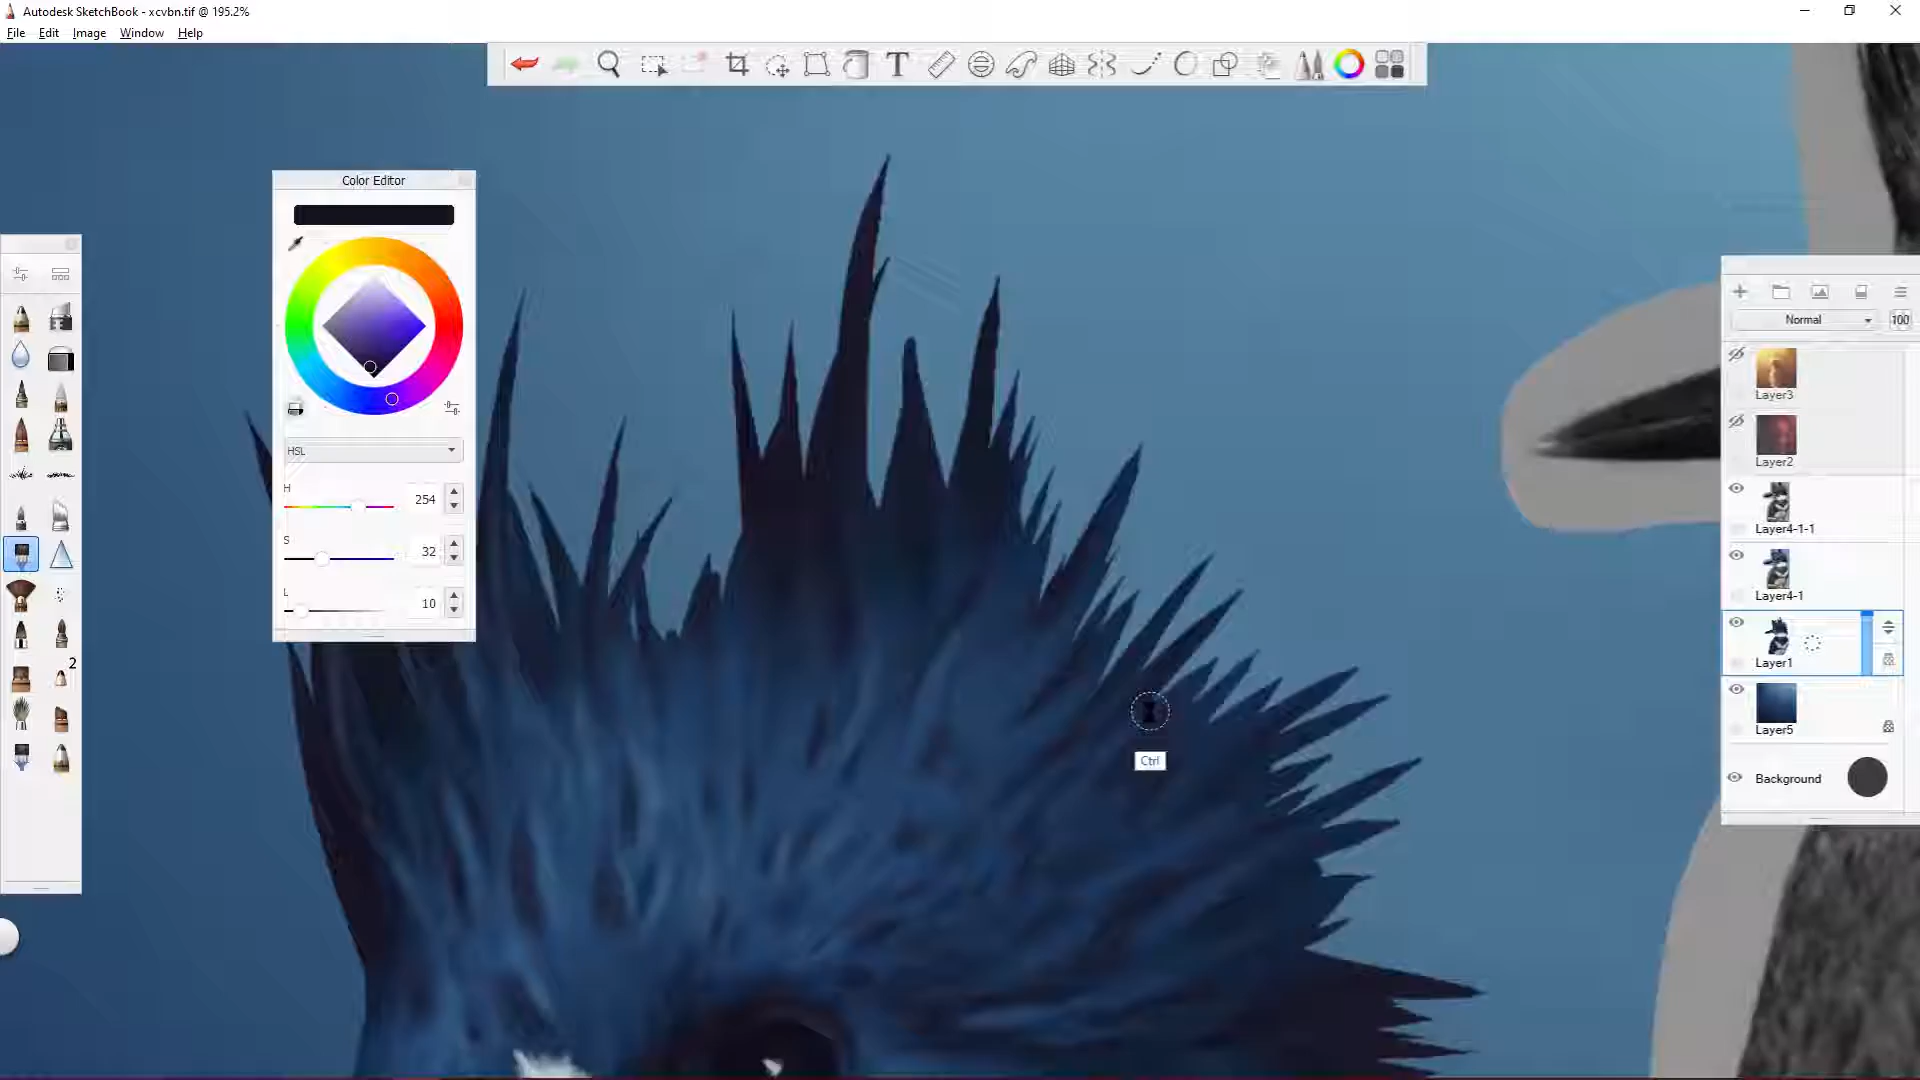 Autodesk SketchBook - xcvbn.tif @ 195.2%
File Edit Image Window Help
T
Color Editor
HSL
H 254
S 32
L 10
2
Ctrl
Normal 100
Layer3
Layer2
Layer4-1-1
Layer4-1
Layer1
Layer5
Background